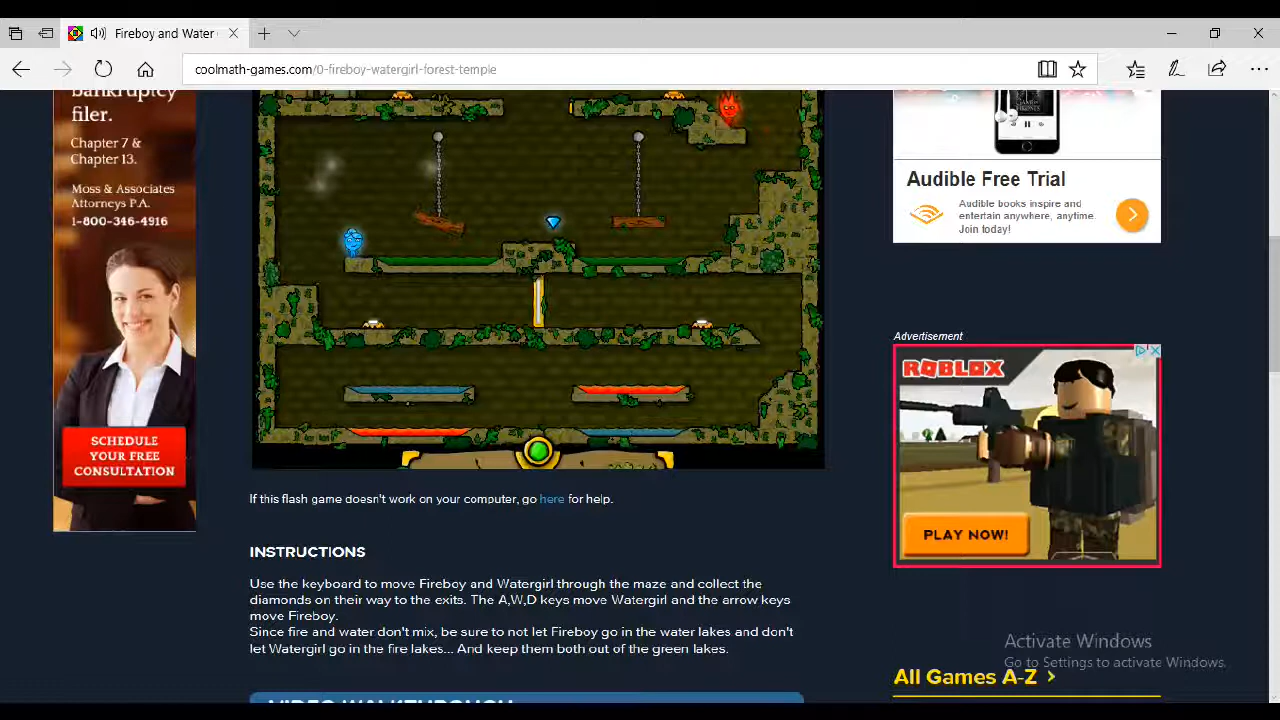 Fireboy and Water
coolmath-games.com/0-fireboy-watergirl-forest-temple
bankruptcy
filer.
Chapter 7 &
Chapter 13.
Moss & Associates
Attorneys P.A.
1-800-346-4916
SCHEDULE
YOUR FREE
CONSULTATION
Audible Free Trial
Audible books inspire and
entertain anywhere, anytime.
Join today!
Advertisement
ROBLOX
PLAY NOW!
If this flash game doesn't work on your computer, go here for help.
INSTRUCTIONS
Use the keyboard to move Fireboy and Watergirl through the maze and collect the
diamonds on their way to the exits. The A,W,D keys move Watergirl and the arrow keys
move Fireboy.
Since fire and water don't mix, be sure to not let Fireboy go in the water lakes and don't
let Watergirl go in the fire lakes... And keep them both out of the green lakes.
VIDEO WALKTHROUGH
Activate Windows
Go to Settings to activate Windows.
All Games A-Z >